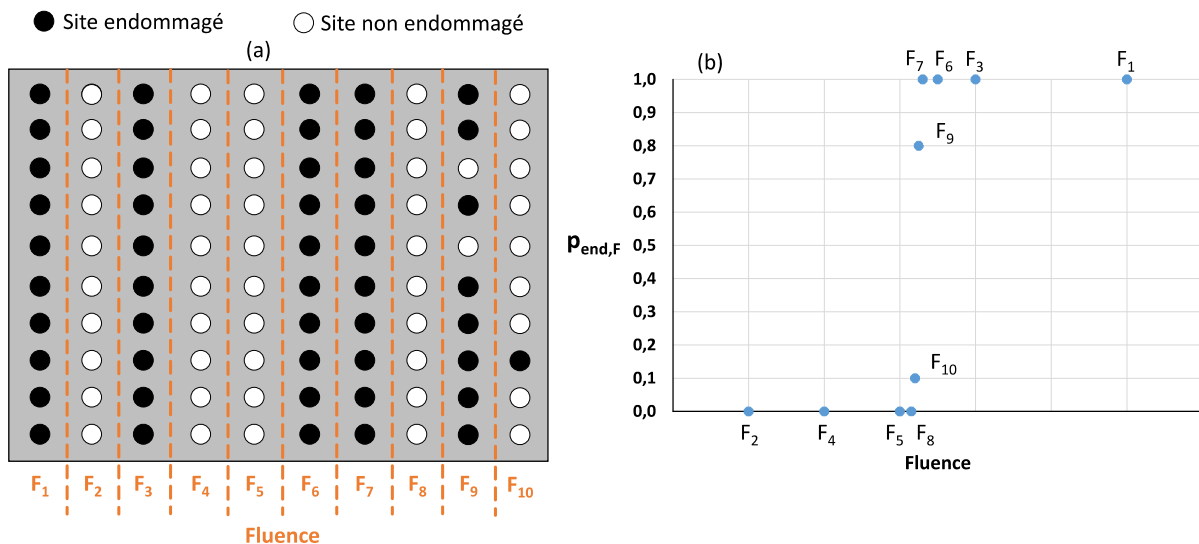 Site endommagé
Site non endommagé
(a)
F1 F2 F3 F4 F5 F6 F7 F8 F9 F10
Fluence
(b)
F7 F6 F3 F1
1,0
0,9
F9
0,8
0,7
0,6
0,5
pend,F
0,4
0,3
0,2
F10
0,1
0,0
F2 F4 F5 F8
Fluence